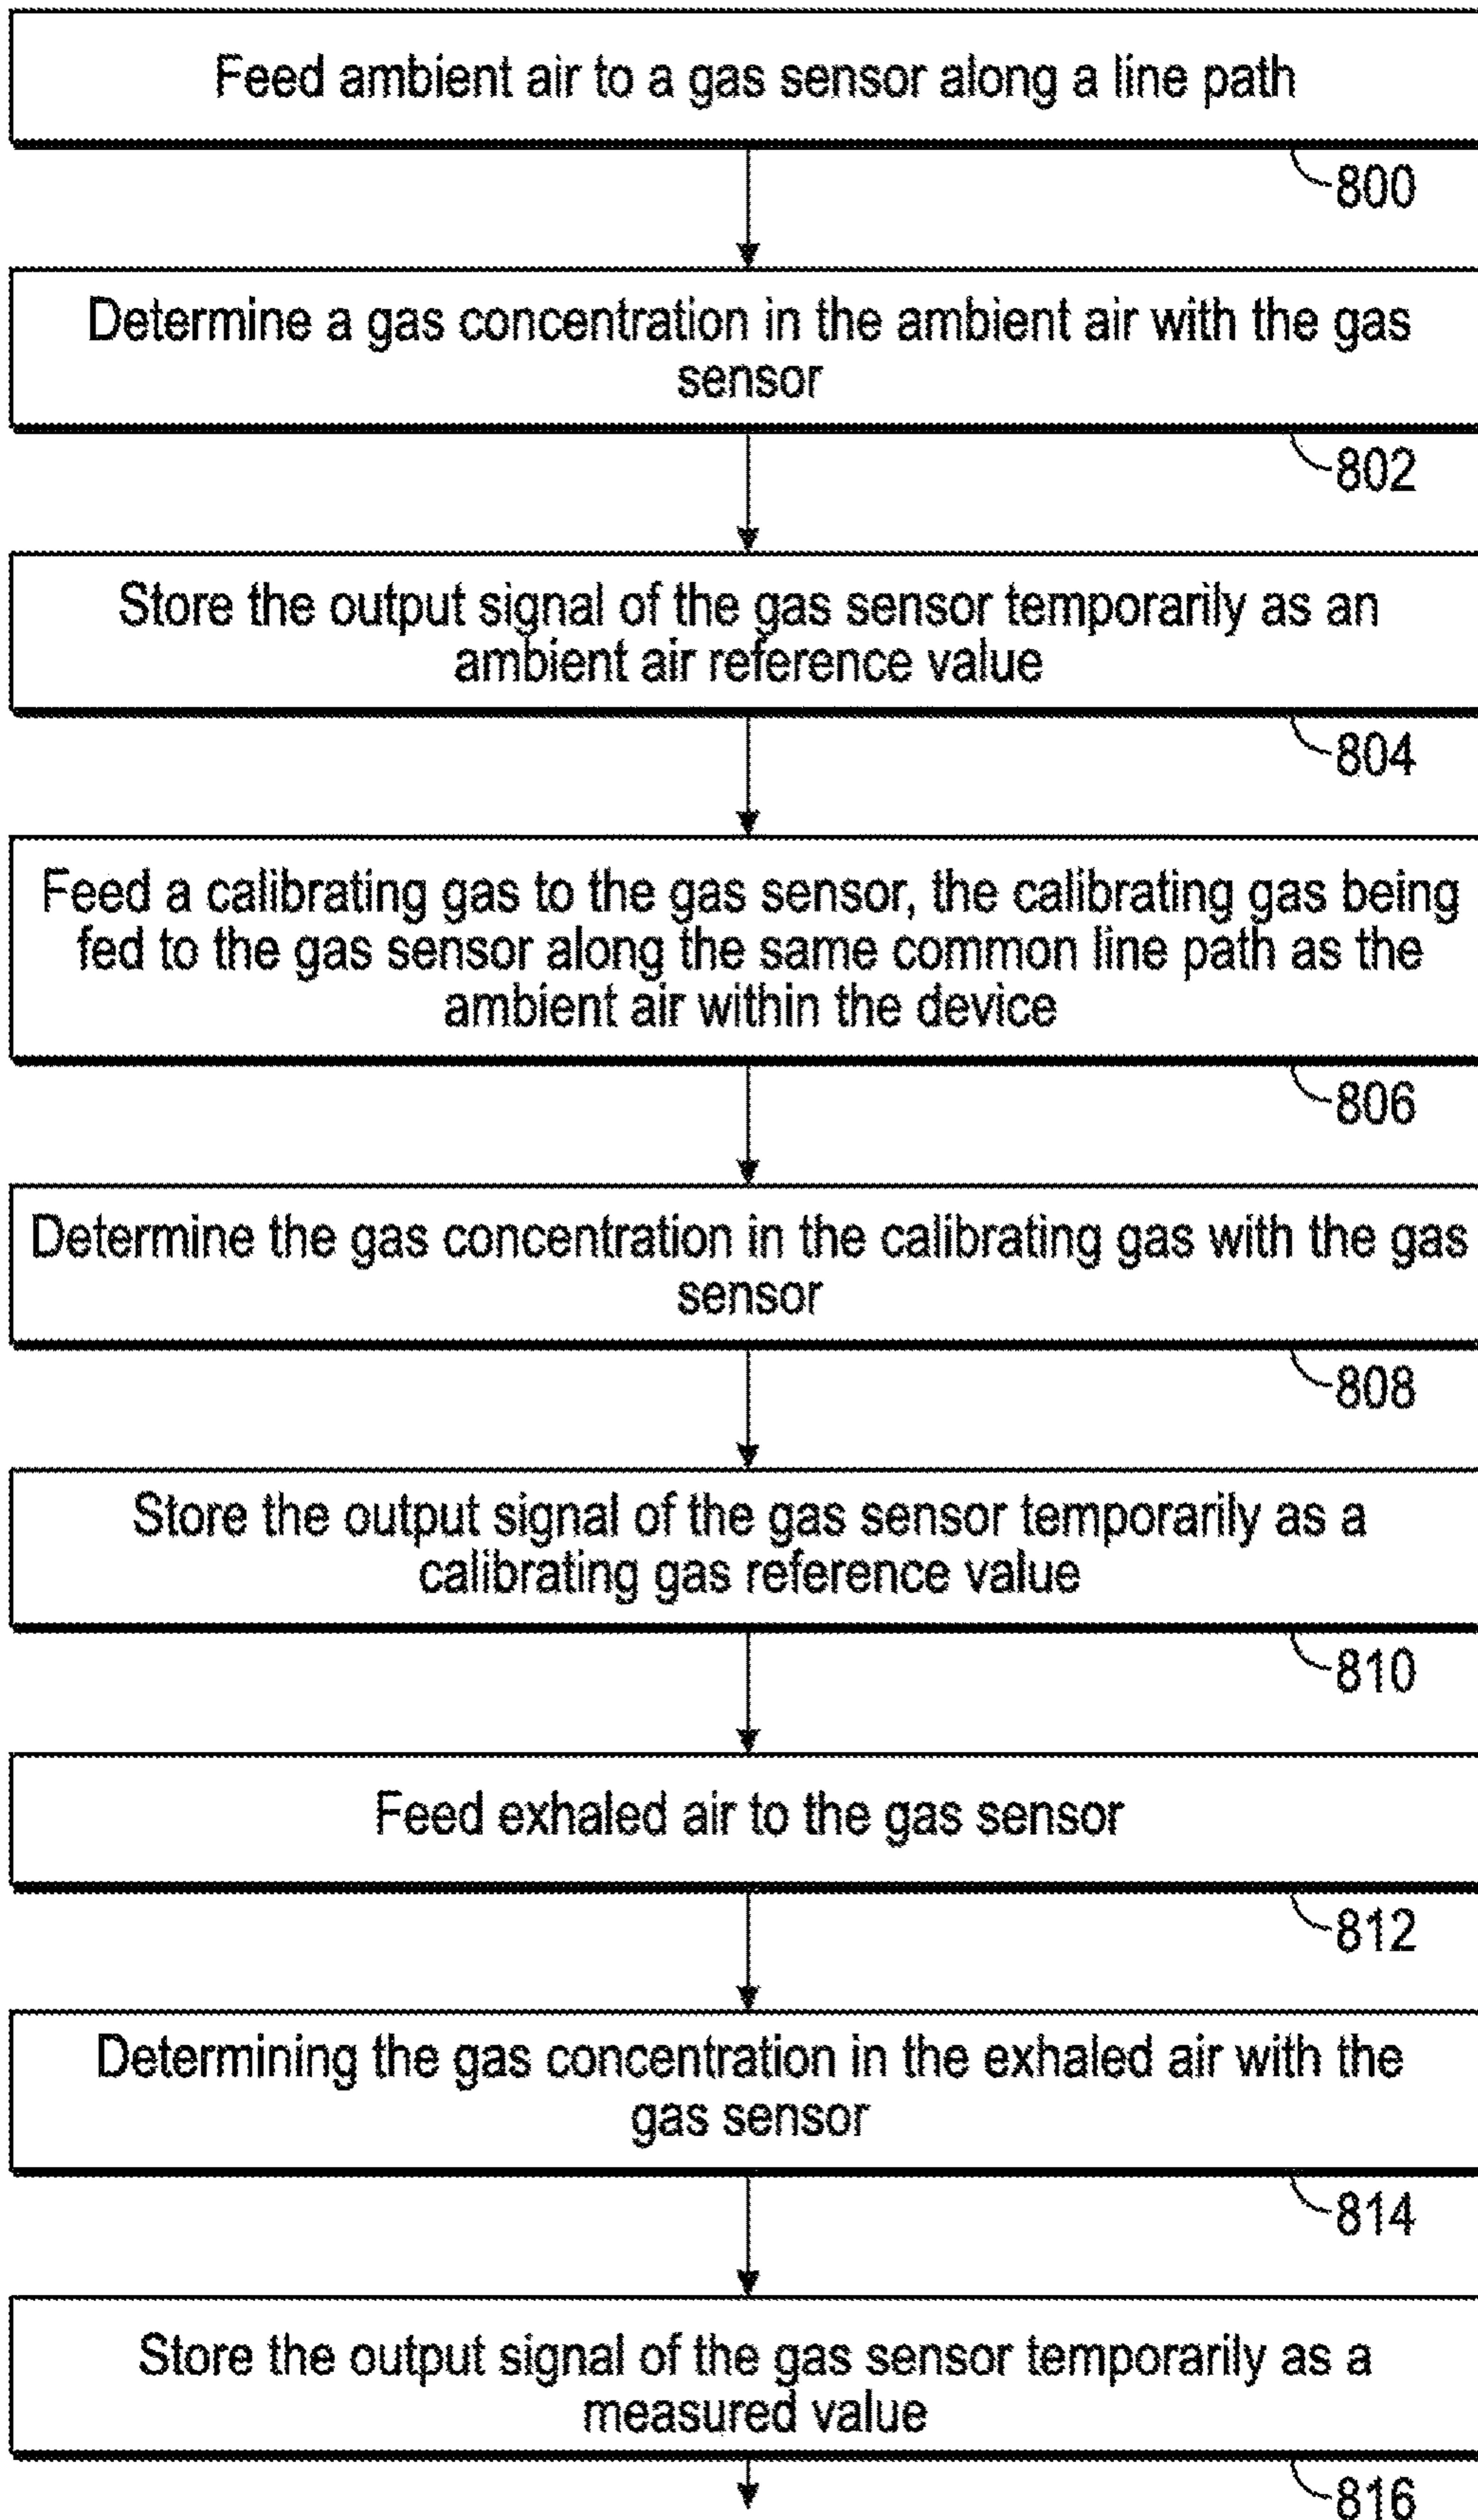 Feed ambient air to a gas sensor along a line path
800
Determine a gas concentration in the ambient air with the gas
sensor
802
Store the output signal of the gas sensor temporarily as an
ambient air reference value
804
Feed a calibrating gas to the gas sensor, the calibrating gas being
fed to the gas sensor along the same common line path as the
ambient air within the device
806
Determine the gas concentration in the calibrating gas with the gas
sensor
808
Store the output signal of the gas sensor temporarily as a
calibrating gas reference value
810
Feed exhaled air to the gas sensor
812
Determining the gas concentration in the exhaled air with the
gas sensor
814
Store the output signal of the gas sensor temporarily as a
measured value
816